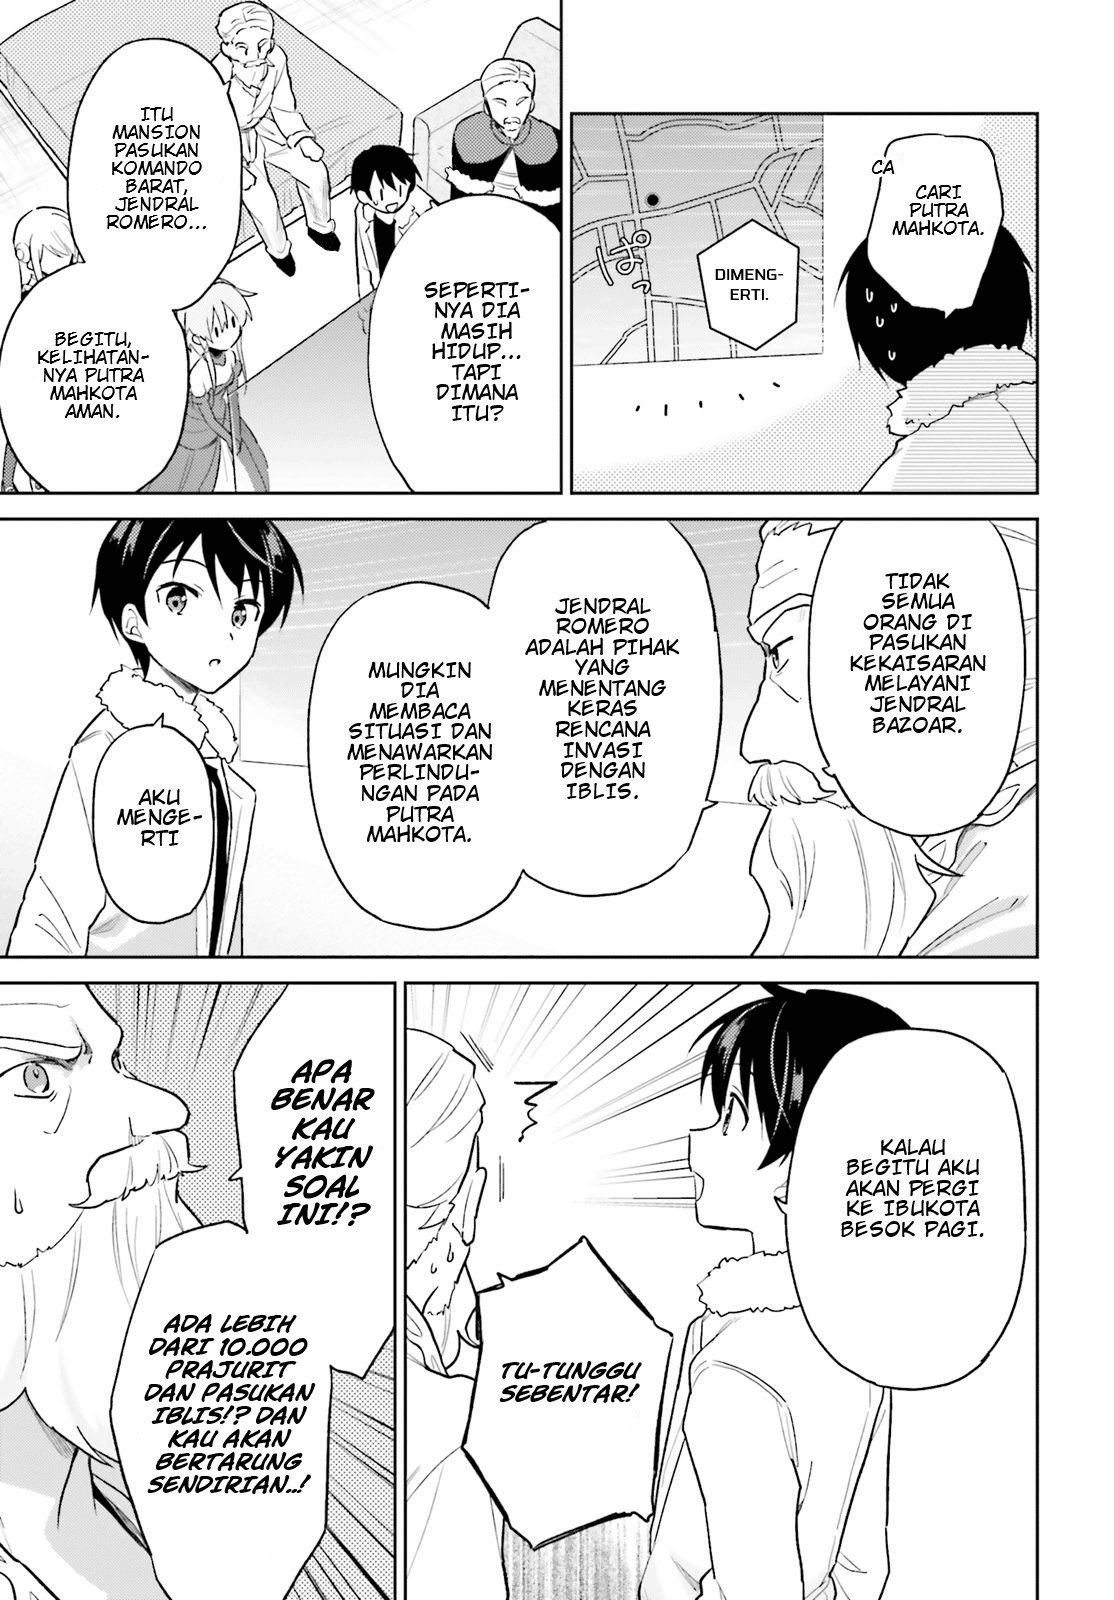 CA
CARI
PUTRA
MAHKOTA.
DIMENG-
ERTI.
ぱっ
SEPERTI-
NYA DIA
MASIH
HIDUP...
TAPI
DIMANA
ITU?
ITU
MANSION
PASUKAN
KOMANDO
BARAT,
JENDRAL
ROMERO...
BEGITU,
KELIHATAN-
NYA PUTRA
MAHKOTA
AMAN.
TIDAK
SEMUA
ORANG DI
PASUKAN
KEKAISARAN
MELAYANI
JENDRAL
BAZOAR.
JENDRAL
ROMERO
ADALAH PIHAK
YANG
MENENTANG
KERAS
RENCANA
INVASI
DENGAN
IBLIS.
MUNGKIN
DIA
MEMBACA
SITUASI DAN
MENAWARKAN
PERLINDU-
NGAN PADA
PUTRA
MAHKOTA.
AKU
MENGE-
RTI
KALAU
BEGITU AKU
AKAN PERGI
KE IBUKOTA
BESOK PAGI.
TU-TUNGGU
SEBENTAR!
APA
BENAR
KAU
YAKIN
SOAL
INI!?
ADA LEBIH
DARI 10.000
PRAJURIT
DAN PASUKAN
IBLIS!? DAN
KAU AKAN
BERTARUNG
SENDIRIAN..!